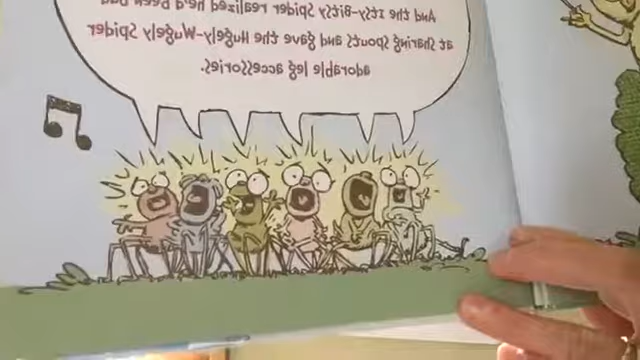 And the Itsy-Bitsy Spider realized he'd been bad
at sharing spouts and gave the Hugely-Wugely Spider
adorable leg accessories.